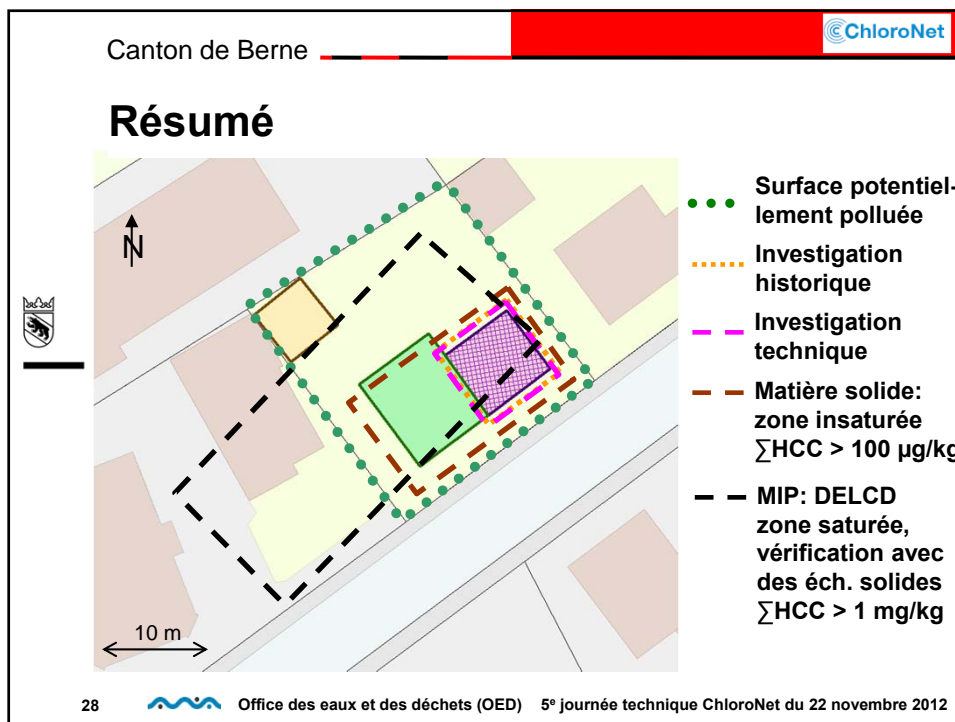 ChloroNet
Canton de Berne
Résumé
N
10 m
Surface potentiel-
lement polluée
Investigation
historique
Investigation
technique
Matière solide:
zone insaturée
∑HCC > 100 µg/kg
MIP: DELCD
zone saturée,
vérification avec
des éch. solides
∑HCC > 1 mg/kg
28 Office des eaux et des déchets (OED) 5e journée technique ChloroNet du 22 novembre 2012